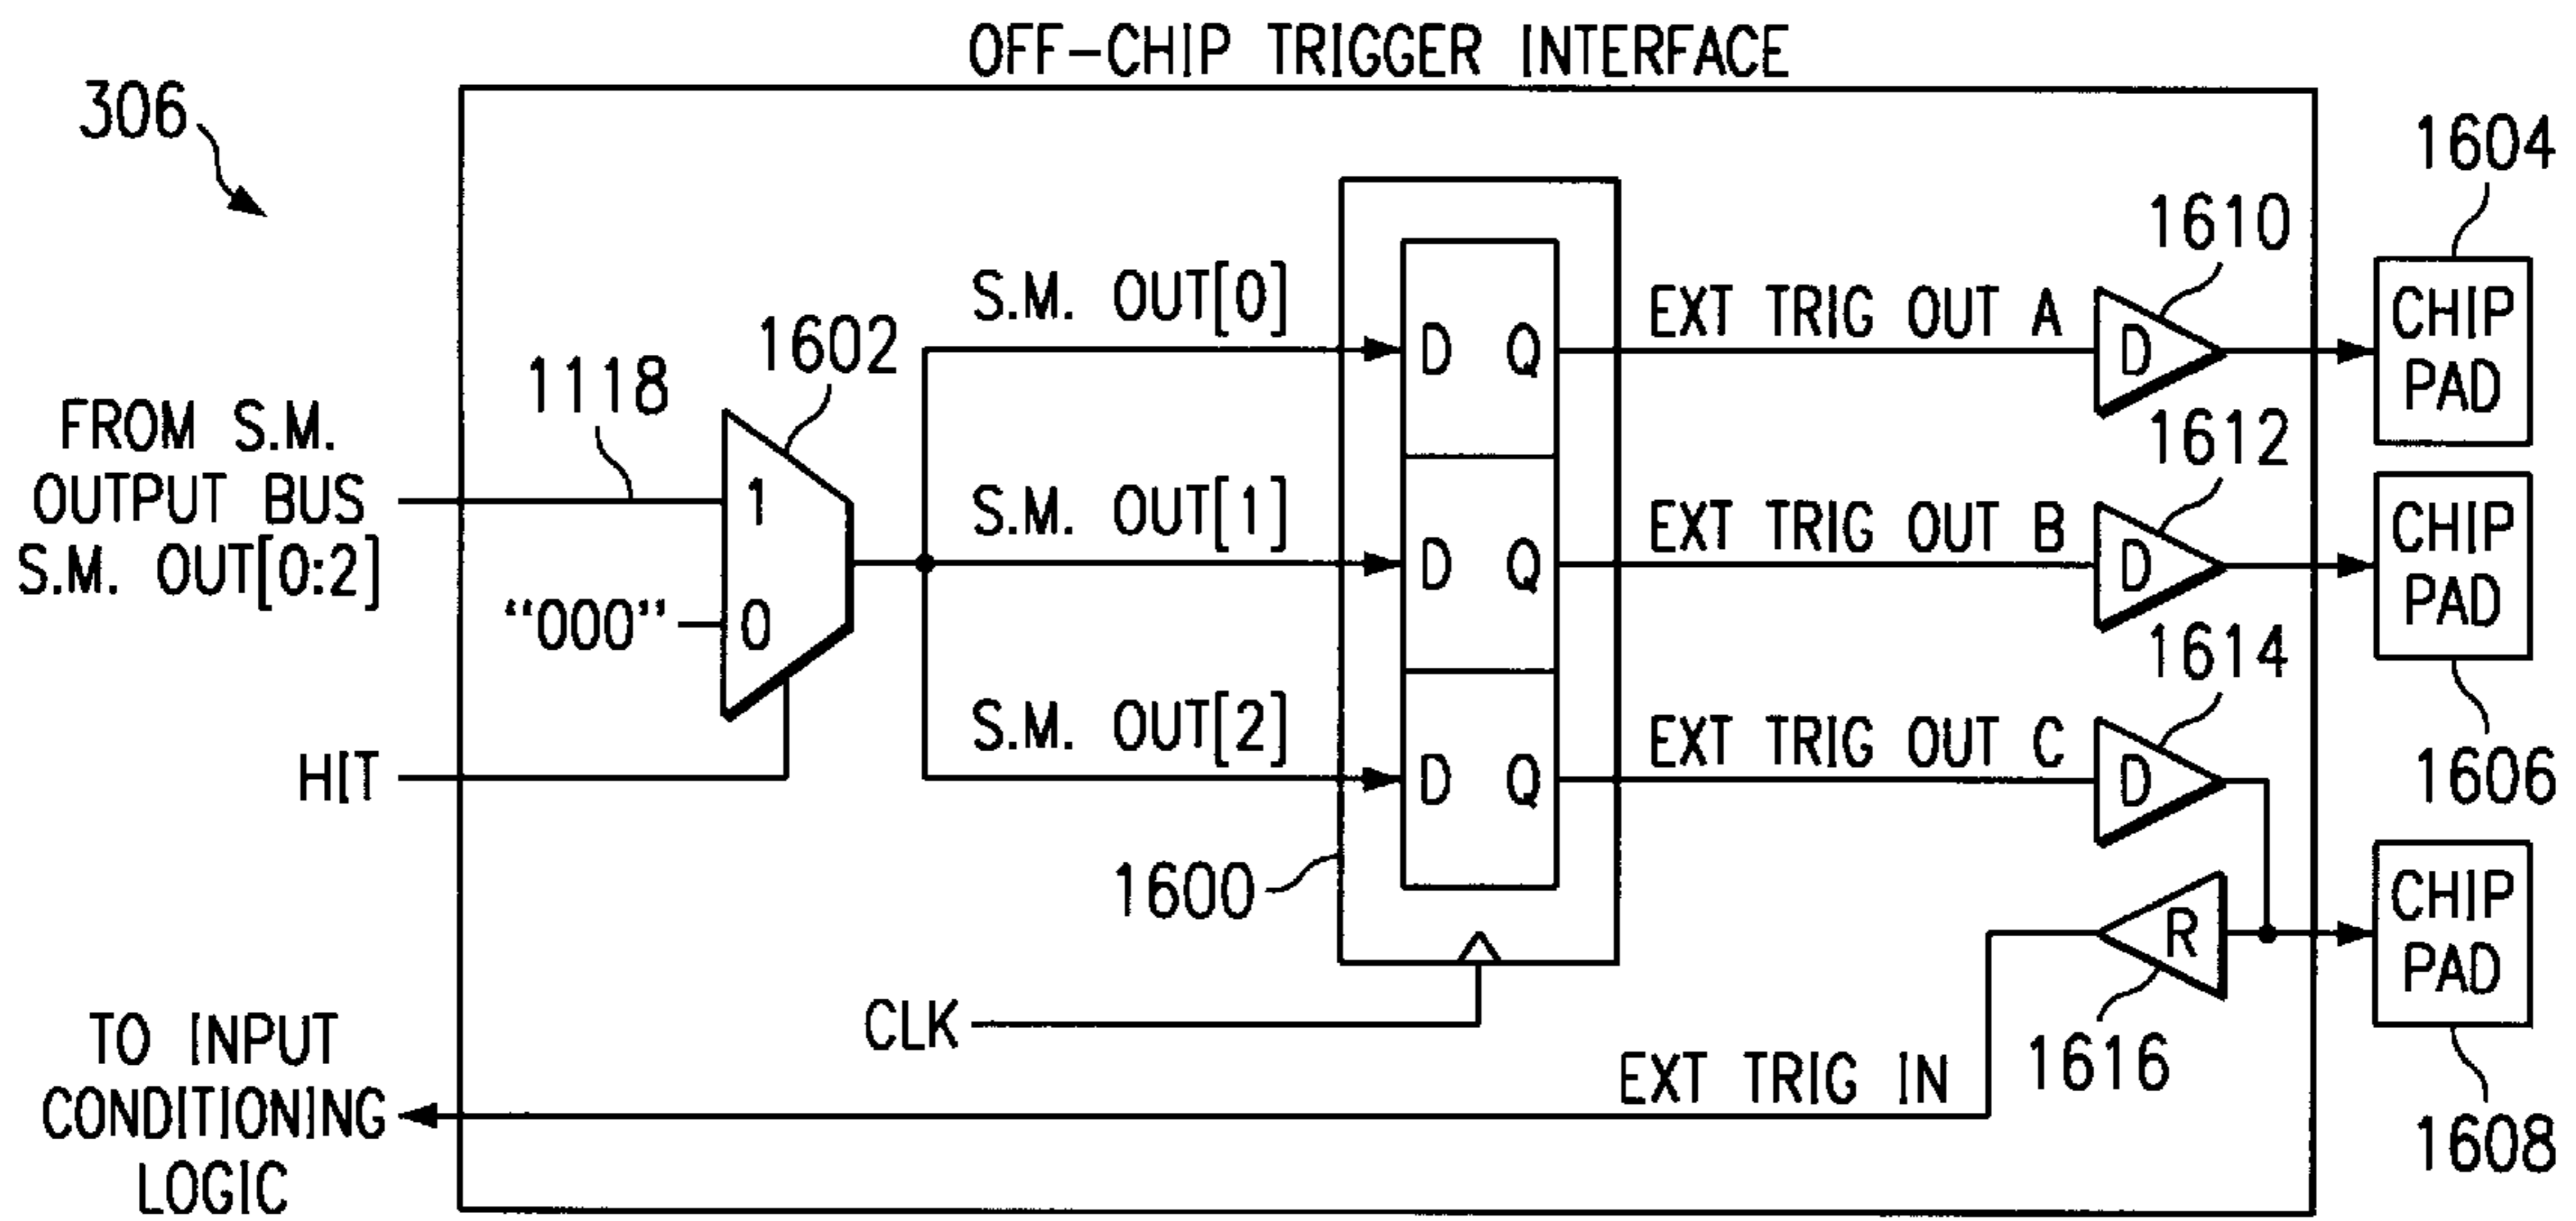 OFF-CHIP TRIGGER INTERFACE
306
1604
1610
CHIP
PAD
S.M. OUT[0]
D Q
EXT TRIG OUT A
D
1602
1118
FROM S.M.
OUTPUT BUS
S.M. OUT[0:2]
1
"000"
0
S.M. OUT[1]
D Q
EXT TRIG OUT B
1612
D
CHIP
PAD
1606
HIT
S.M. OUT[2]
D Q
EXT TRIG OUT C
1614
D
1600
R
1616
CHIP
PAD
1608
CLK
EXT TRIG IN
TO INPUT
CONDITIONING
LOGIC